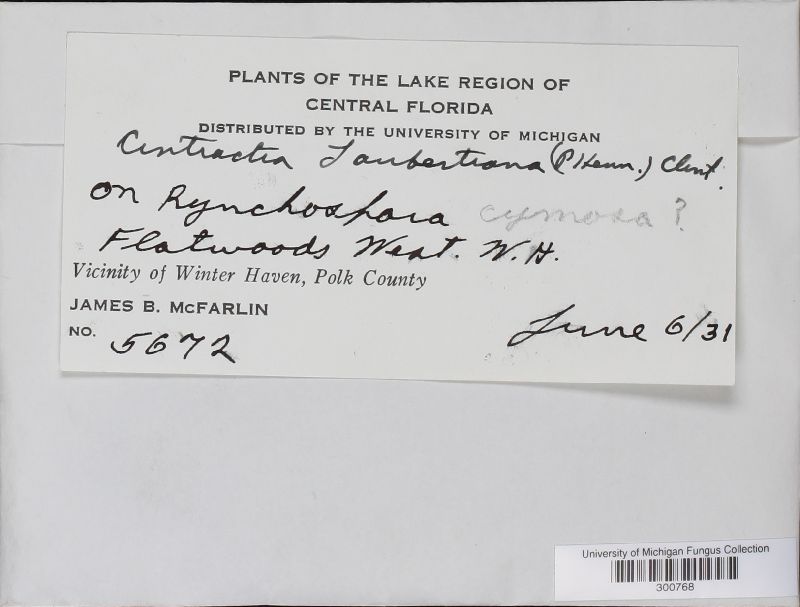 PLANTS OF THE LAKE REGION OF
CENTRAL FLORIDA
DISTRIBUTED BY THE UNIVERSITY OF MICHIGAN
Cintractia Taubertiana (P. Henn.) Clint.
on Rynchospora cymosa ?
Flatwoods West. W.H.
Vicinity of Winter Haven, Polk County
JAMES B. McFARLIN
NO. 5672
June 6/31
University of Michigan Fungus Collection
300768